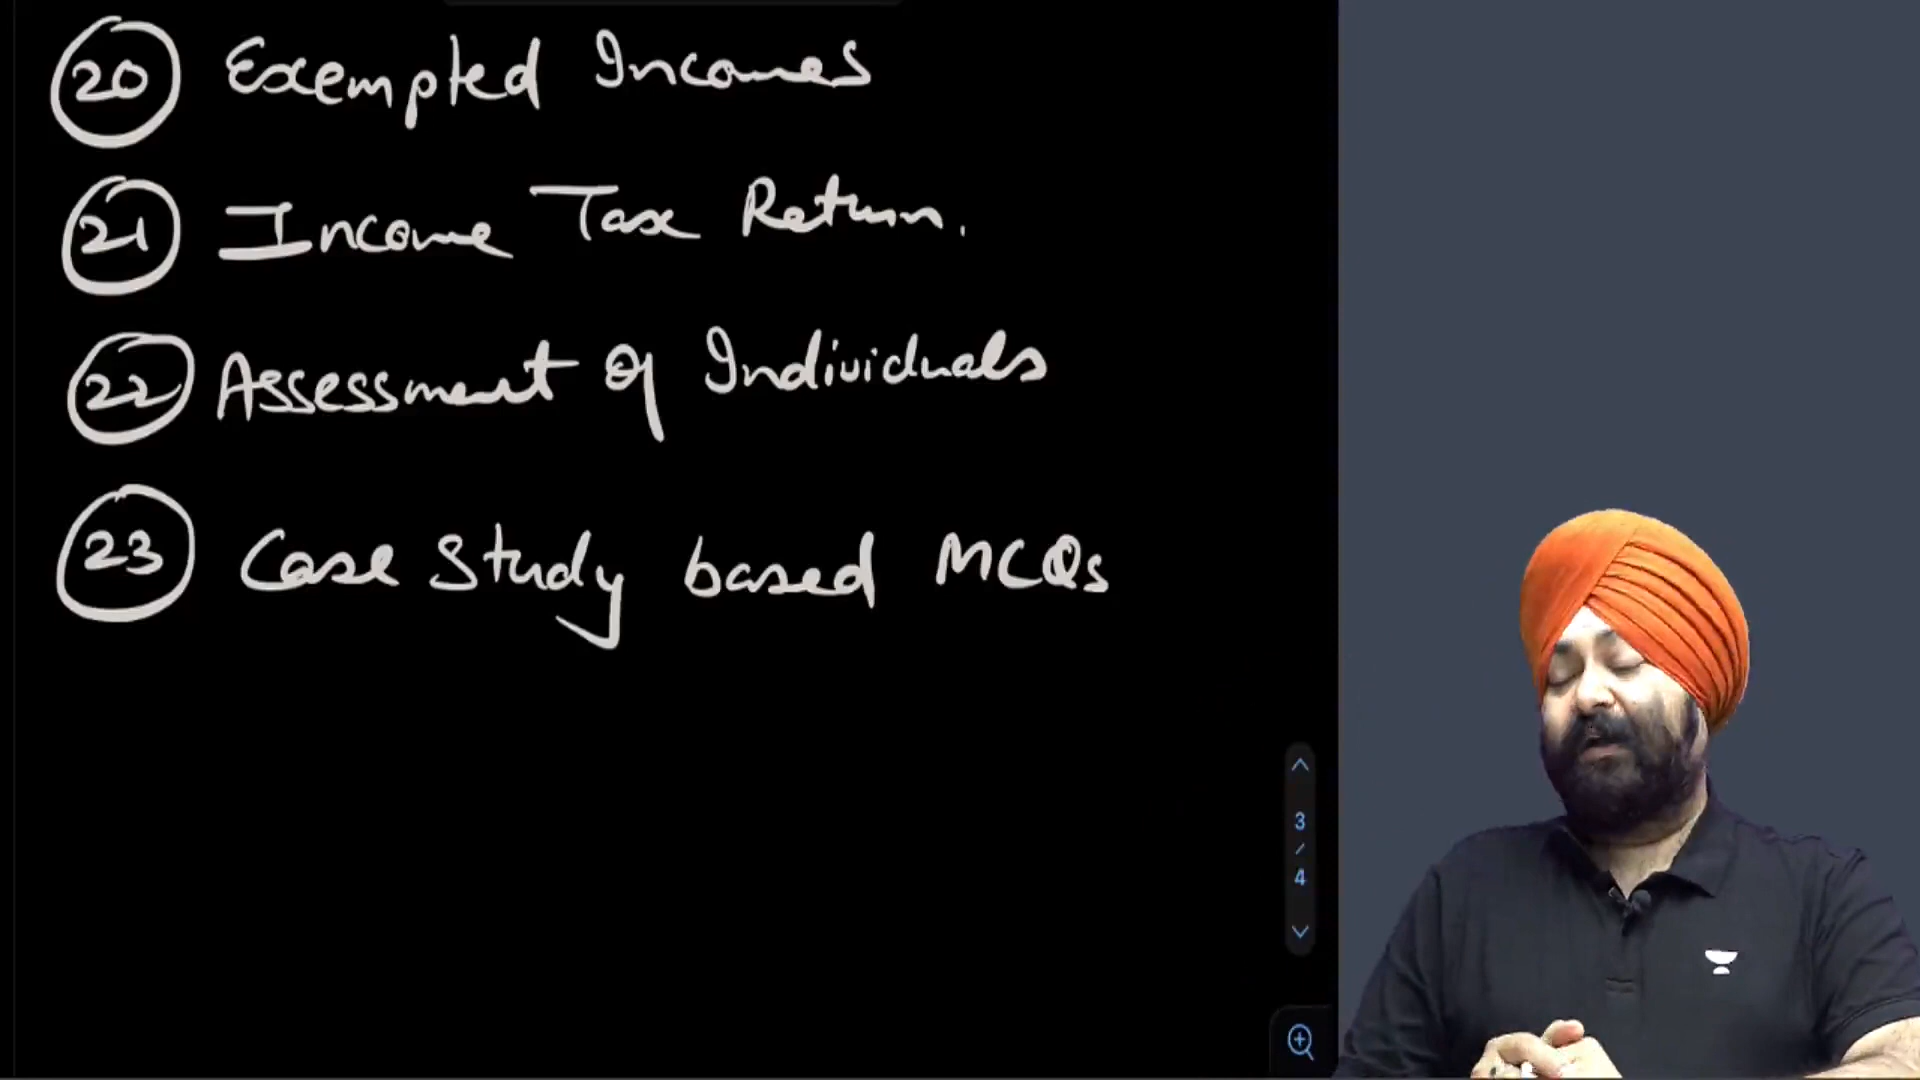 20 Exempted Incomes
21 Income Tax Return.
22 Assessment of Individuals
23 Case Study based MCQs
3
/
4